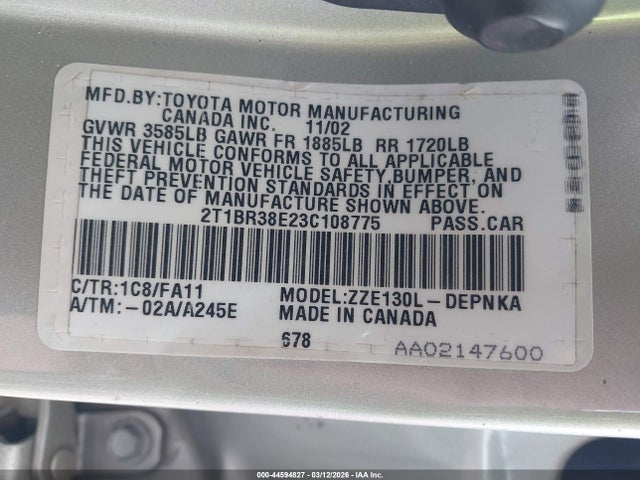 MFD.BY:TOYOTA MOTOR MANUFACTURING
CANADA INC. 11/02
GVWR 3585LB GAWR FR 1885LB RR 1720LB
THIS VEHICLE CONFORMS TO ALL APPLICABLE
FEDERAL MOTOR VEHICLE SAFETY,BUMPER, AND
THEFT PREVENTION STANDARDS IN EFFECT ON
THE DATE OF MANUFACTURE SHOWN ABOVE.
2T1BR38E23C108775 PASS.CAR
C/TR:1C8/FA11 MODEL:ZZE130L-DEPNKA
A/TM:-02A/A245E MADE IN CANADA
678 AA02147600
000-44594827 - 03/12/2026 - IAA Inc.